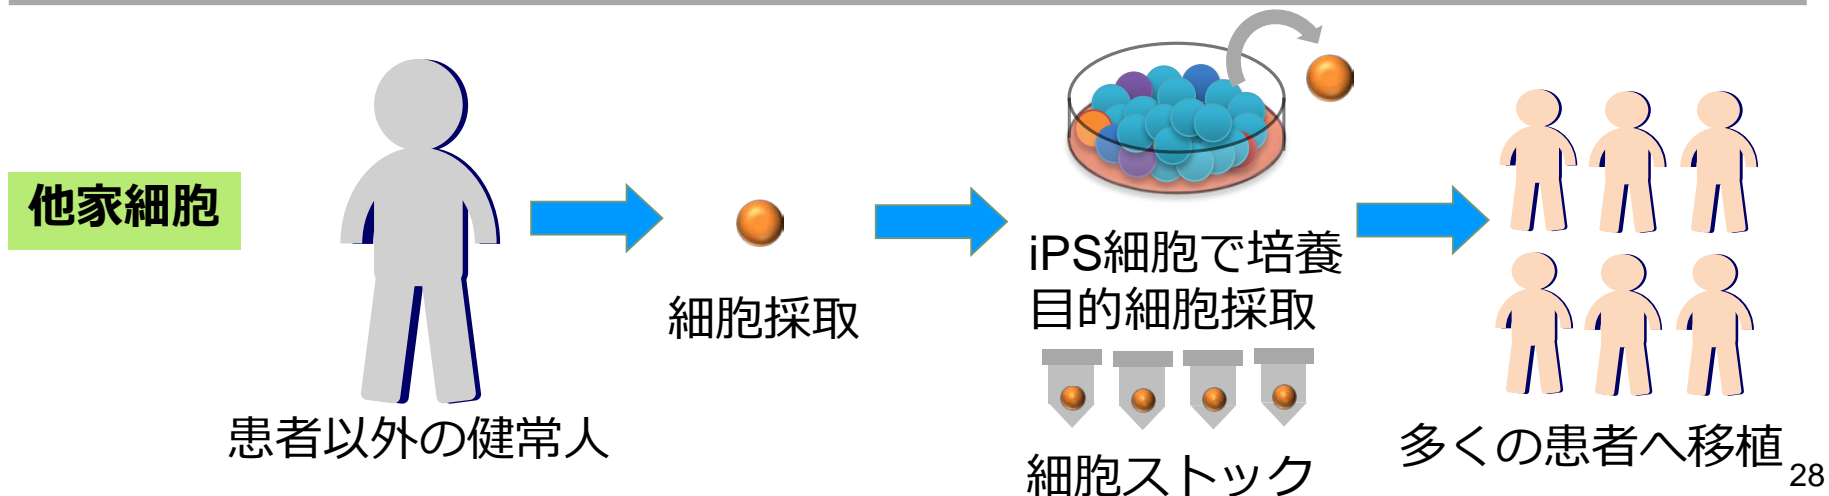 他家細胞
患者以外の健常人
細胞採取
iPS細胞で培養
目的細胞採取
細胞ストック
多くの患者へ移植
28